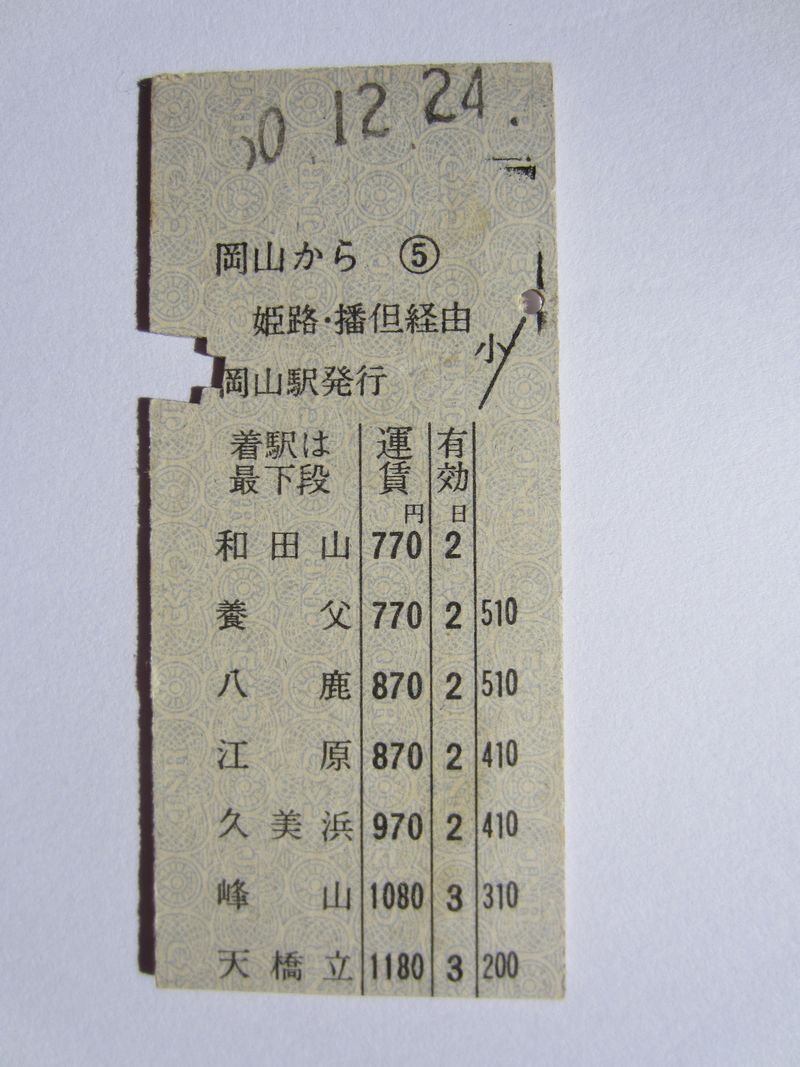 50.12.24.
岡山から ⑤
姫路・播但経由
小
岡山駅発行
着駅は最下段 運賃 有効
円 日
和田山 770 2
養父 770 2 510
八鹿 870 2 510
江原 870 2 410
久美浜 970 2 410
峰山 1080 3 310
天橋立 1180 3 200